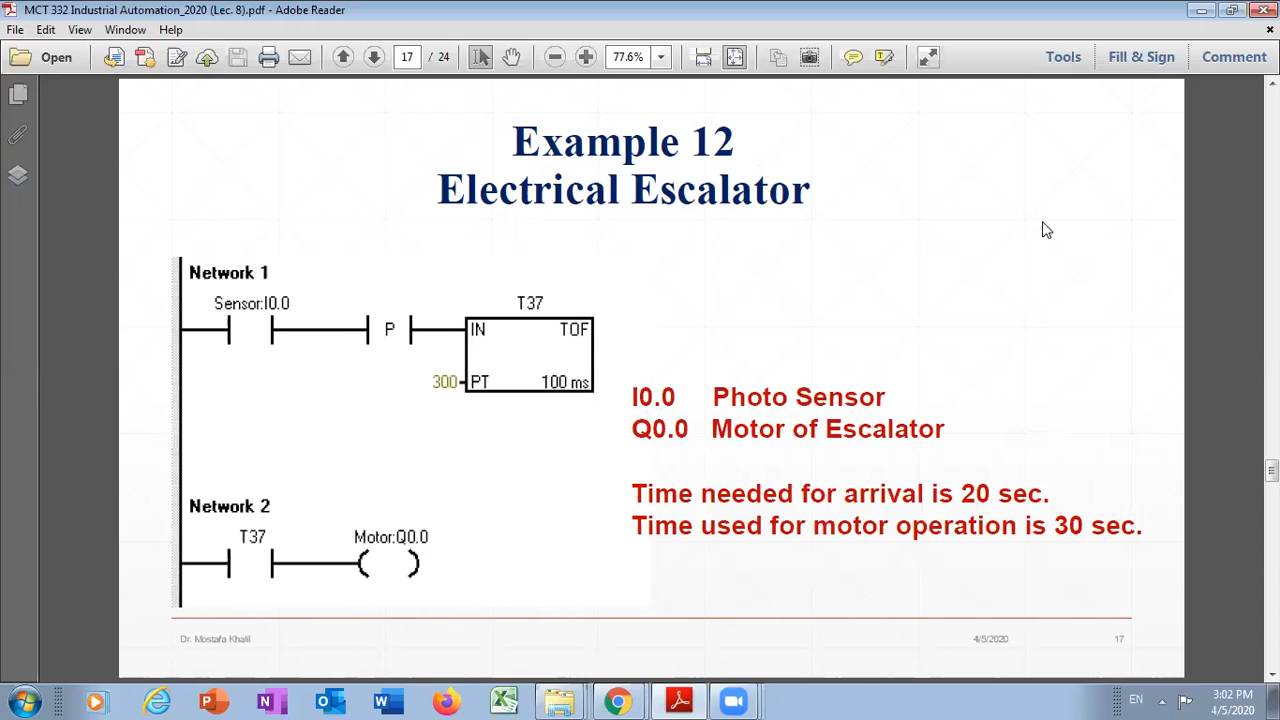 MCT 332 Industrial Automation_2020 (Lec. 8).pdf - Adobe Reader
File Edit View Window Help
Open 17 / 24 77.6% Tools Fill & Sign Comment
Example 12
Electrical Escalator
Network 1
Sensor:I0.0 T37
P IN TOF
300 PT 100 ms
I0.0 Photo Sensor
Q0.0 Motor of Escalator
Time needed for arrival is 20 sec.
Time used for motor operation is 30 sec.
Network 2
T37 Motor:Q0.0
Dr. Mostafa Khalil 4/5/2020 17
EN 3:02 PM
4/5/2020